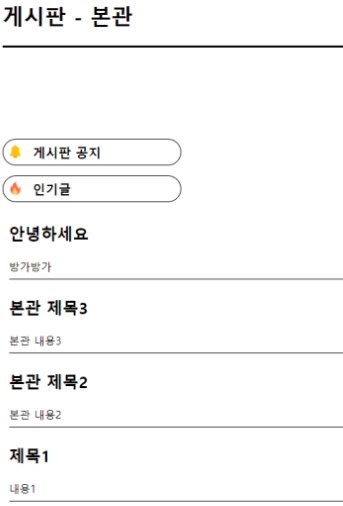 게시판 - 본관
게시판 공지
인기글
안녕하세요
방가방가
본관 제목3
본관 내용3
본관 제목2
본관 내용2
제목1
내용1